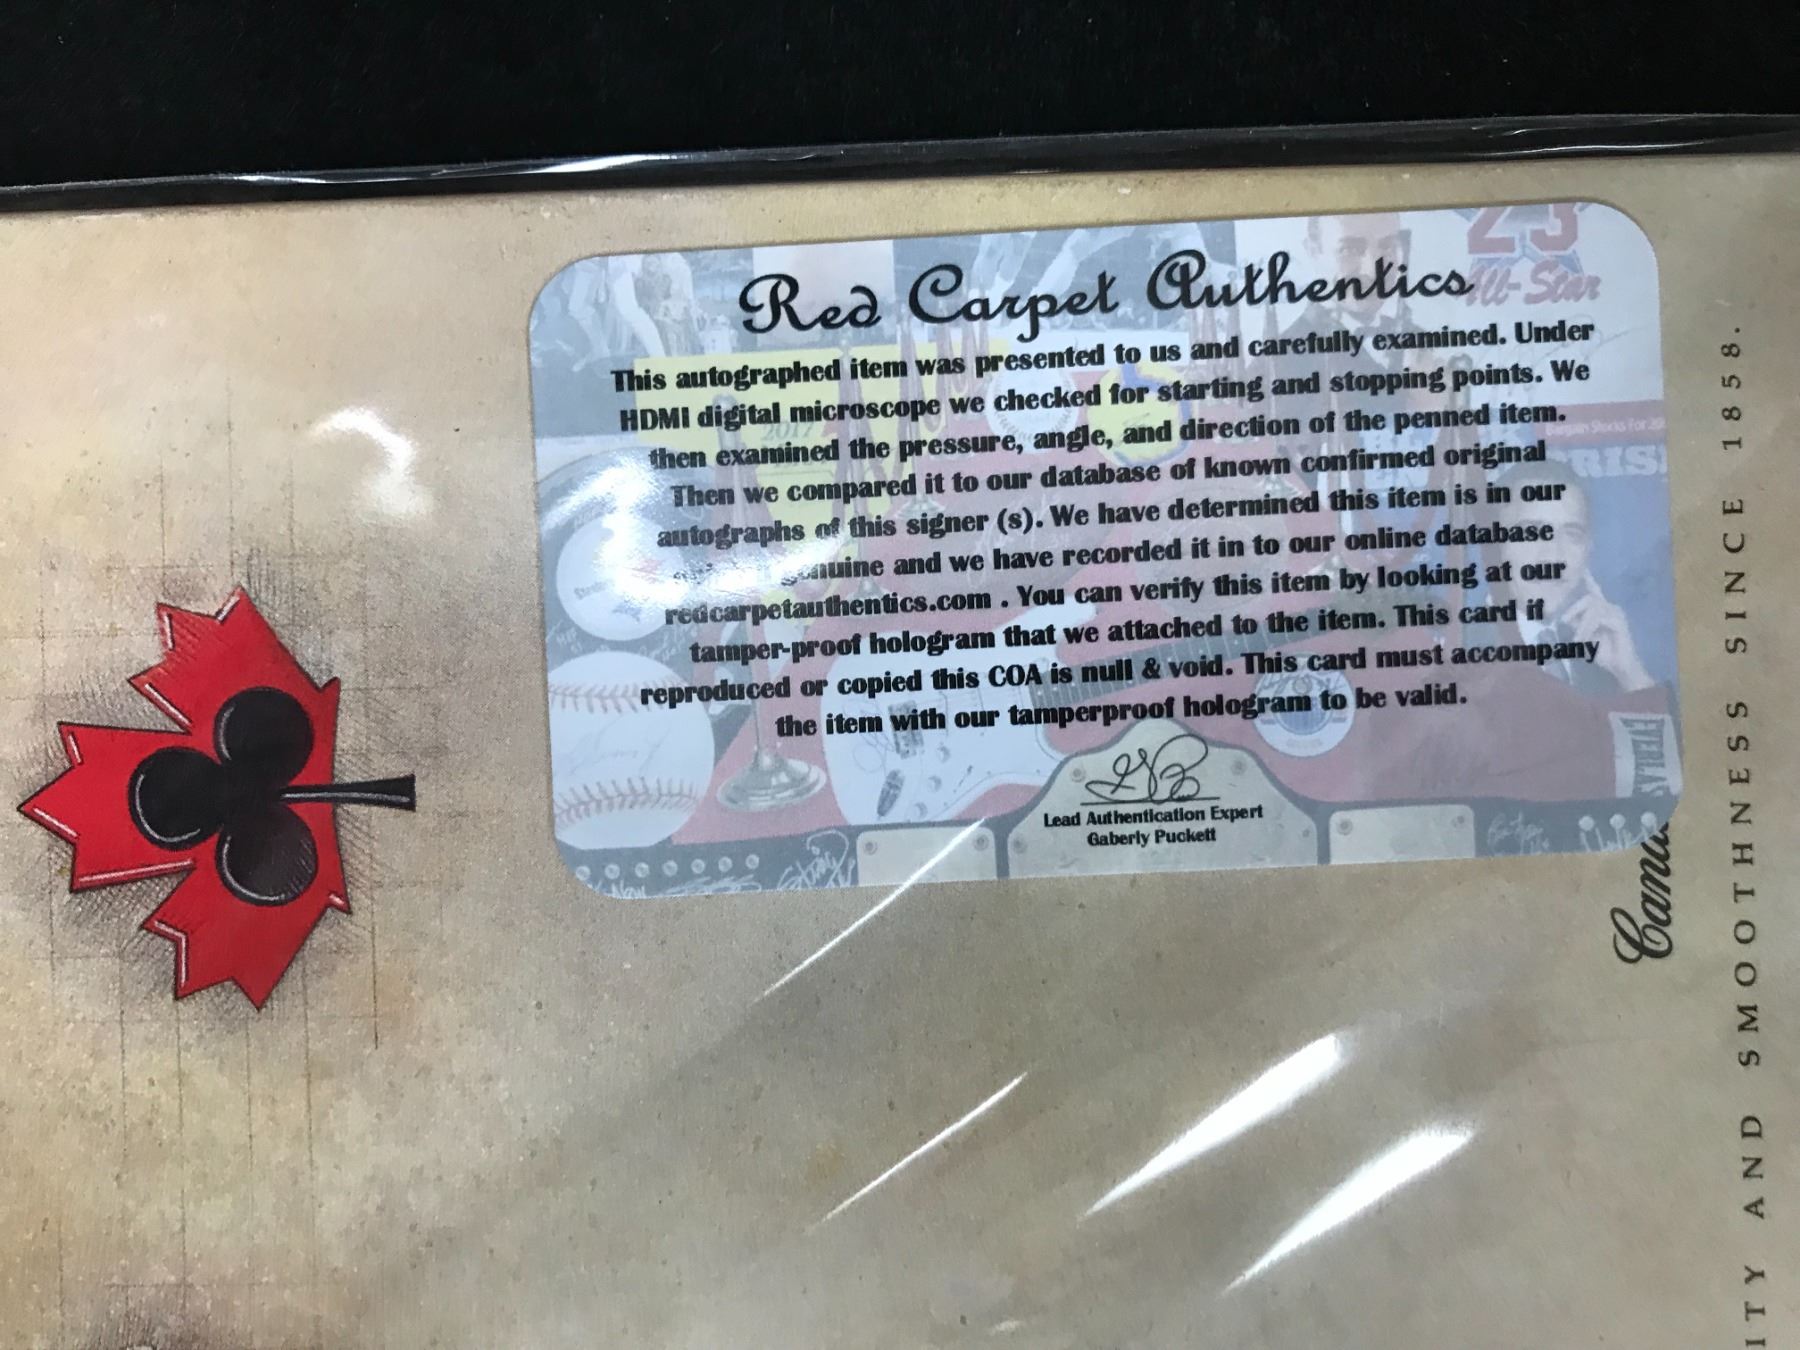 Red Carpet Authentics
This autographed item was presented to us and carefully examined. Under
HDMI digital microscope we checked for starting and stopping points. We
then examined the pressure, angle, and direction of the penned item.
Then we compared it to our database of known confirmed original
autographs of this signer (s). We have determined this item is in our
genuine and we have recorded it in to our online database
redcarpetauthentics.com . You can verify this item by looking at our
tamper-proof hologram that we attached to the item. This card if
reproduced or copied this COA is null & void. This card must accompany
the item with our tamperproof hologram to be valid.
Lead Authentication Expert
Gaberly Puckett
23
All-Star
2017
EVERLAS
Cana
ITY AND SMOOTHNESS SINCE 1858.